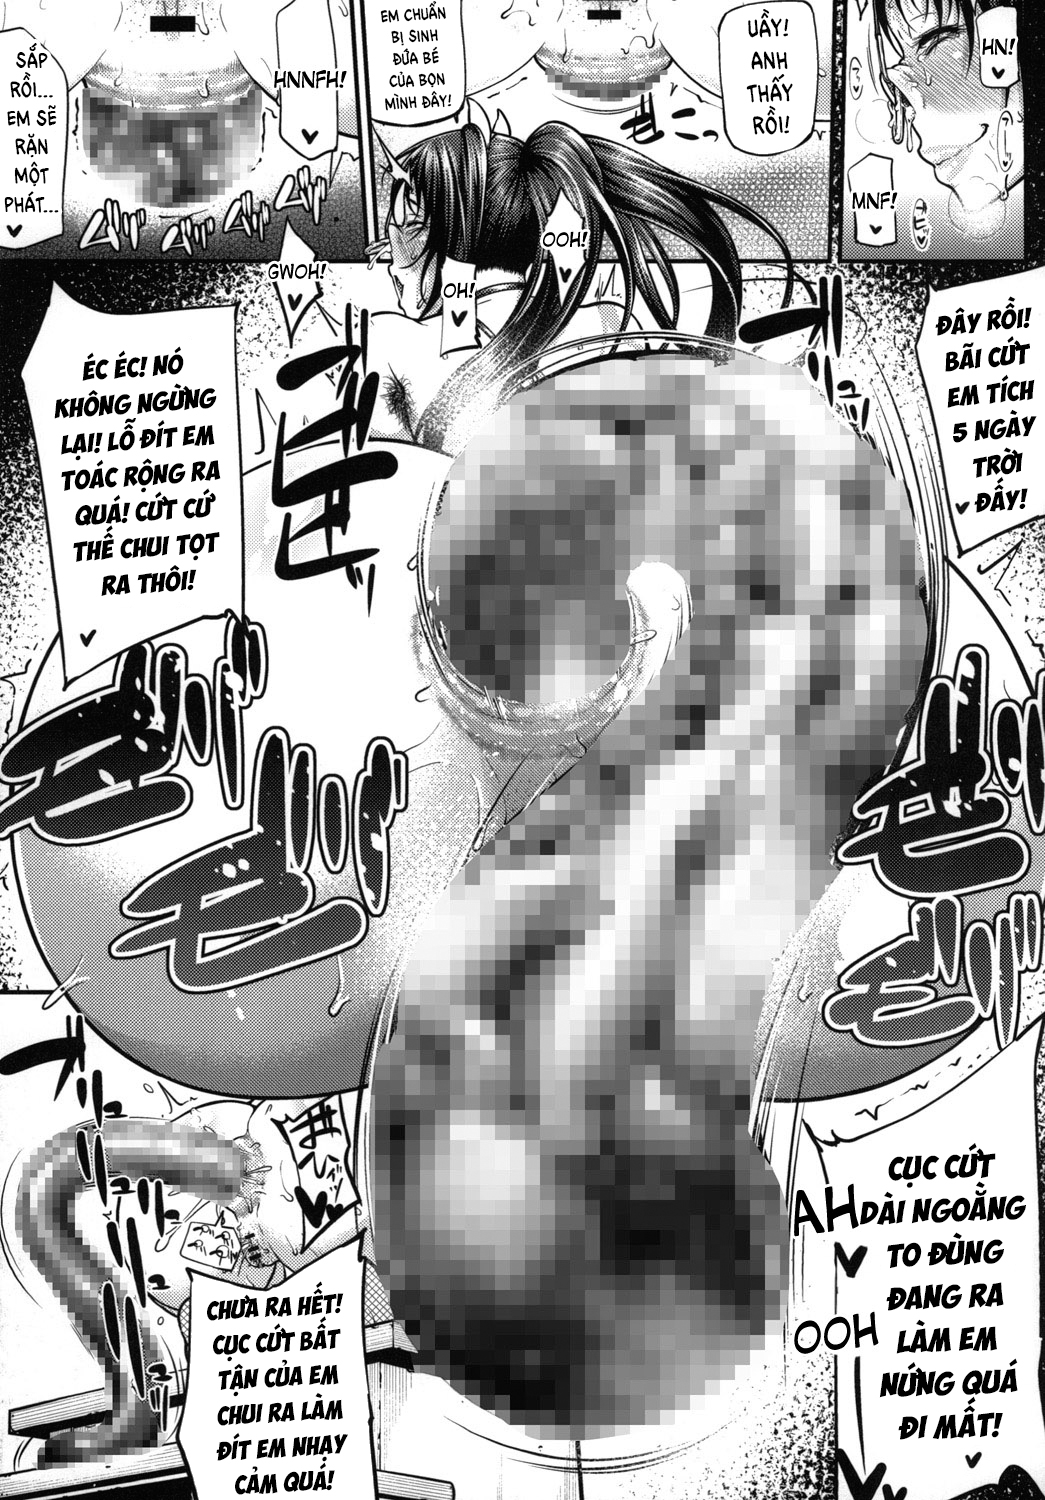 HN!
MNF!
UẦY!
ANH
THẤY
RỒI!
EM CHUẨN
BỊ SINH
ĐỨA BÉ
CỦA BỌN
MÌNH ĐÂY!
HNNFH!
SẮP
RỒI...
EM SẼ
RẶN
MỘT
PHÁT...
OOH!
OH!
GWOH!
ĐÂY RỒI!
BÃI CỨT
EM TÍCH
5 NGÀY
TRỜI
ĐẤY!
ÉC ÉC! NÓ
KHÔNG NGỪNG
LẠI! LỖ ĐÍT EM
TOÁC RỘNG RA
QUÁ! CỨT CỨ
THẾ CHUI TỌT
RA THÔI!
CỤC CỨT
DÀI NGOẰNG
TO ĐÙNG
ĐANG RA
LÀM EM
NỨNG QUÁ
ĐI MẤT!
AH
OOH
CHƯA RA HẾT!
CỤC CỨT BẤT
TẬN CỦA EM
CHUI RA LÀM
ĐÍT EM NHẠY
CẢM QUÁ!